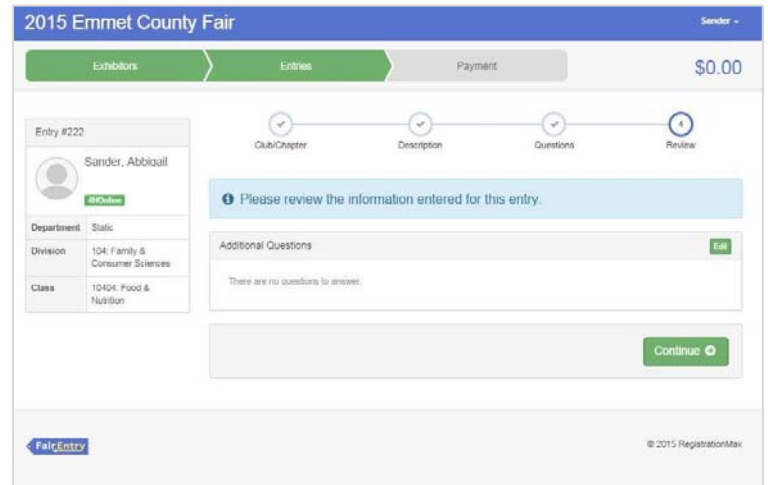 2015 Emmet County Fair
Sander
Exhibitors
Entries
Payment
$0.00
Entry #222
Sander, Abbigail
4HOnline
Department Static
Division 104: Family &
Consumer Sciences
Class 10404: Food &
Nutrition
Club/Chapter
Description
Questions
4
Review
Please review the information entered for this entry.
Additional Questions
Edit
There are no questions to answer.
Continue
FairEntry
© 2015 RegistrationMax